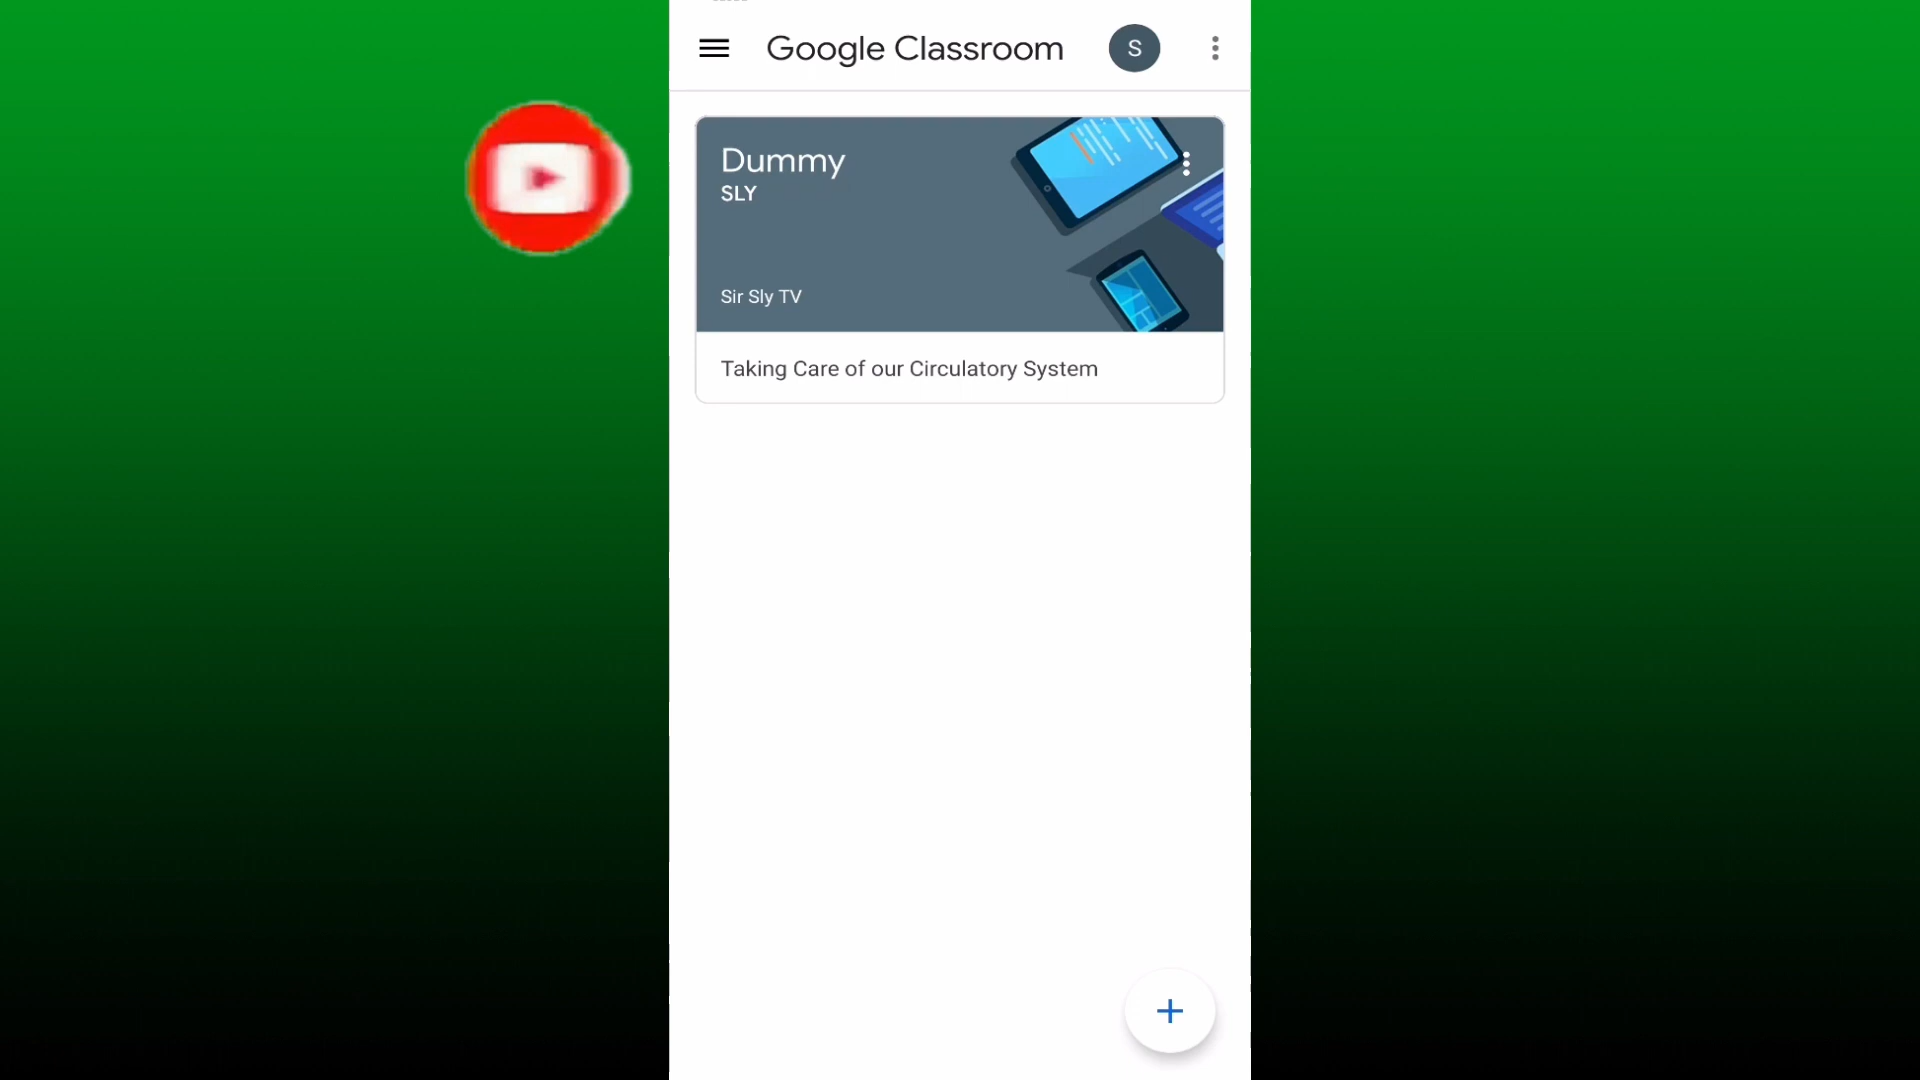 Google Classroom
S
Dummy
SLY
Sir Sly TV
Taking Care of our Circulatory System